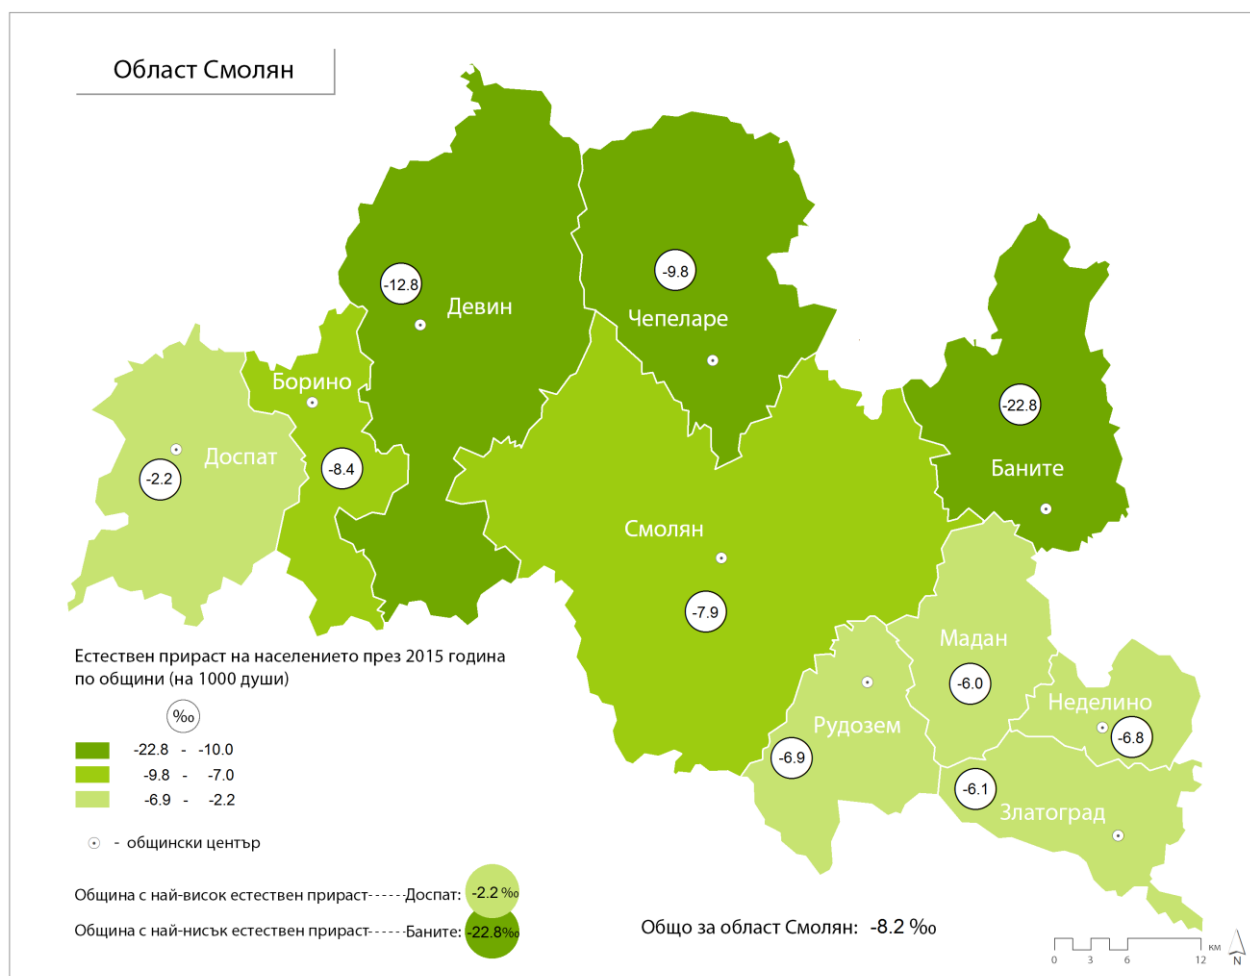 Област Смолян
-12.8
Девин
-9.8
Чепеларе
Борино
-8.4
Доспат
-2.2
-22.8
Баните
Смолян
-7.9
Мадан
-6.0
Рудозем
-6.9
Неделино
-6.8
-6.1
Златоград
Естествен прираст на населението през 2015 година
по общини (на 1000 души)
‰
-22.8 - -10.0
-9.8 - -7.0
-6.9 - -2.2
- общински център
Община с най-висок естествен прираст------Доспат: -2.2 ‰
Община с най-нисък естествен прираст------Баните: -22.8‰
Общо за област Смолян: -8.2 ‰
км
0 3 6 12
N